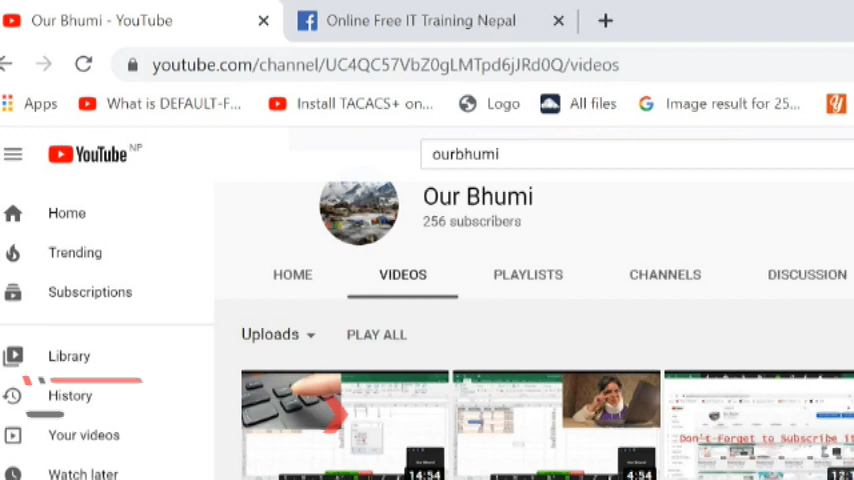 Our Bhumi - YouTube
Online Free IT Training Nepal
youtube.com/channel/UC4QC57VbZ0gLMTpd6jJRd0Q/videos
Apps
What is DEFAULT-F...
Install TACACS+ on...
Logo
All files
Image result for 25...
YouTube NP
ourbhumi
Our Bhumi
256 subscribers
Home
Trending
Subscriptions
Library
History
Your videos
Watch later
HOME
VIDEOS
PLAYLISTS
CHANNELS
DISCUSSION
Uploads
PLAY ALL
14:54
4:54
Don't Forget to Subscribe it